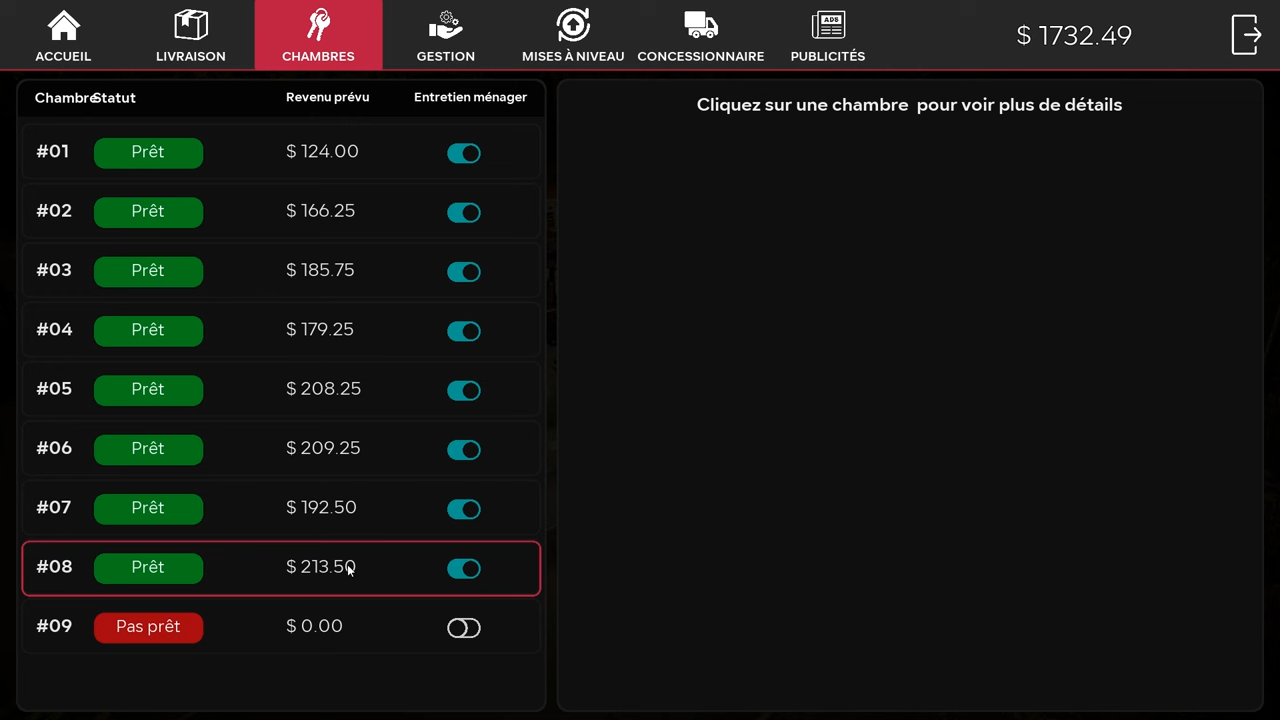 ACCUEIL LIVRAISON CHAMBRES GESTION MISES À NIVEAU CONCESSIONNAIRE ADS PUBLICITÉS $ 1732.49
Chambre Statut Revenu prévu Entretien ménager
#01 Prêt $ 124.00
#02 Prêt $ 166.25
#03 Prêt $ 185.75
#04 Prêt $ 179.25
#05 Prêt $ 208.25
#06 Prêt $ 209.25
#07 Prêt $ 192.50
#08 Prêt $ 213.50
#09 Pas prêt $ 0.00
Cliquez sur une chambre pour voir plus de détails